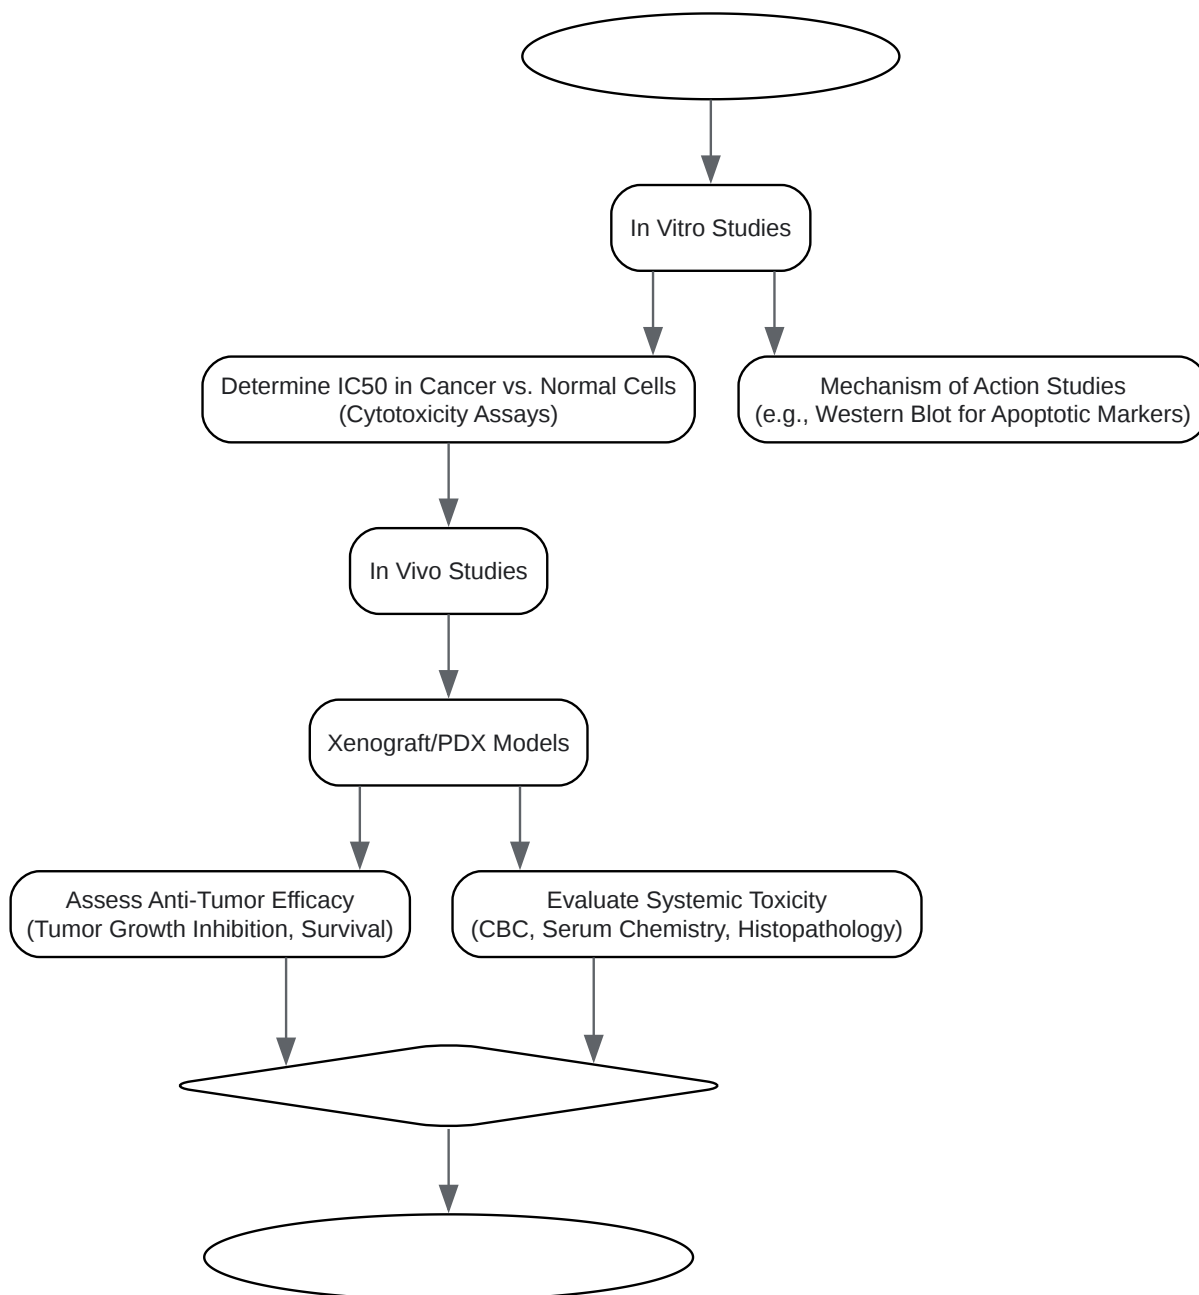 In Vitro Studies
Determine IC50 in Cancer vs. Normal Cells
(Cytotoxicity Assays)
Mechanism of Action Studies
(e.g., Western Blot for Apoptotic Markers)
In Vivo Studies
Xenograft/PDX Models
Assess Anti-Tumor Efficacy
(Tumor Growth Inhibition, Survival)
Evaluate Systemic Toxicity
(CBC, Serum Chemistry, Histopathology)